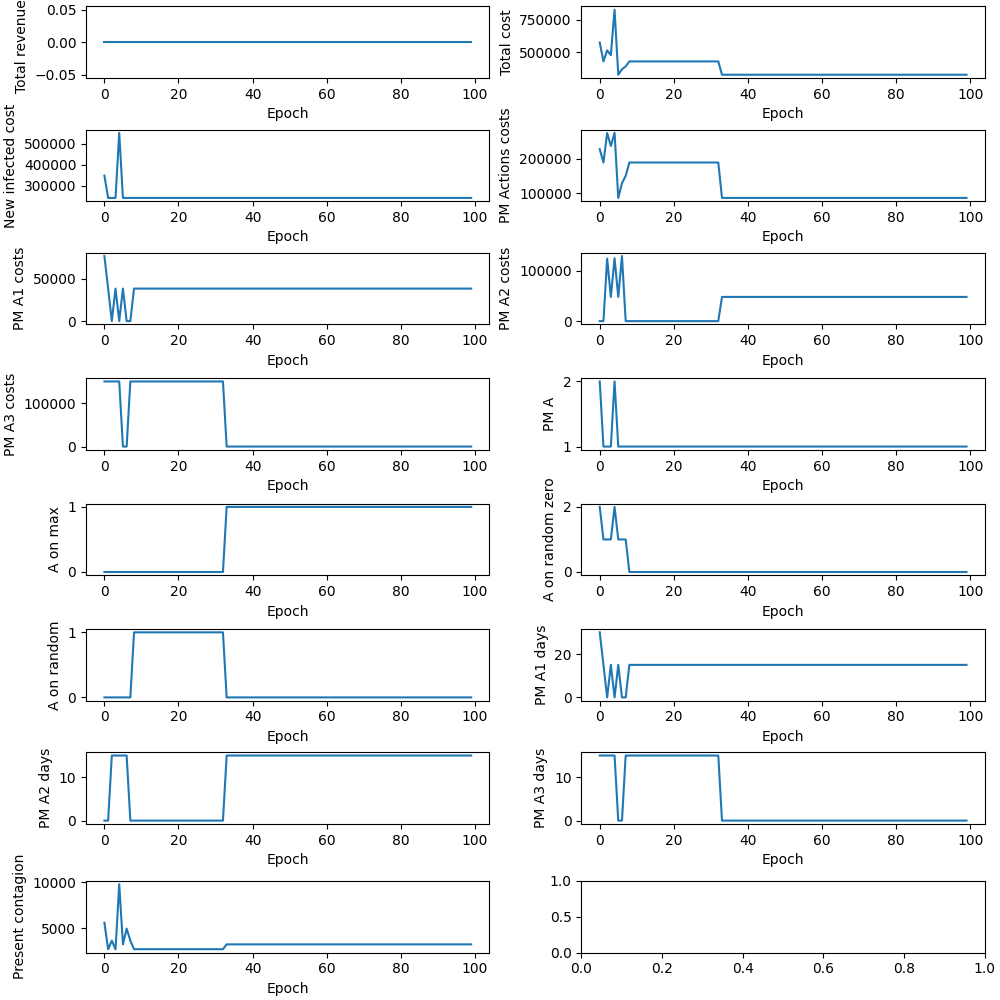 Total revenue
0.05
0.00
−0.05
0 20 40 60 80 100
Epoch
Total cost
750000
500000
0 20 40 60 80 100
Epoch
New infected cost
500000
400000
300000
0 20 40 60 80 100
Epoch
PM Actions costs
200000
100000
0 20 40 60 80 100
Epoch
PM A1 costs
50000
0
0 20 40 60 80 100
Epoch
PM A2 costs
100000
0
0 20 40 60 80 100
Epoch
PM A3 costs
100000
0
0 20 40 60 80 100
Epoch
PM A
2
1
0 20 40 60 80 100
Epoch
A on max
1
0
0 20 40 60 80 100
Epoch
A on random zero
2
0
0 20 40 60 80 100
Epoch
A on random
1
0
0 20 40 60 80 100
Epoch
PM A1 days
20
0
0 20 40 60 80 100
Epoch
PM A2 days
10
0
0 20 40 60 80 100
Epoch
PM A3 days
10
0
0 20 40 60 80 100
Epoch
Present contagion
10000
5000
0 20 40 60 80 100
Epoch
1.0
0.5
0.0
0.0 0.2 0.4 0.6 0.8 1.0